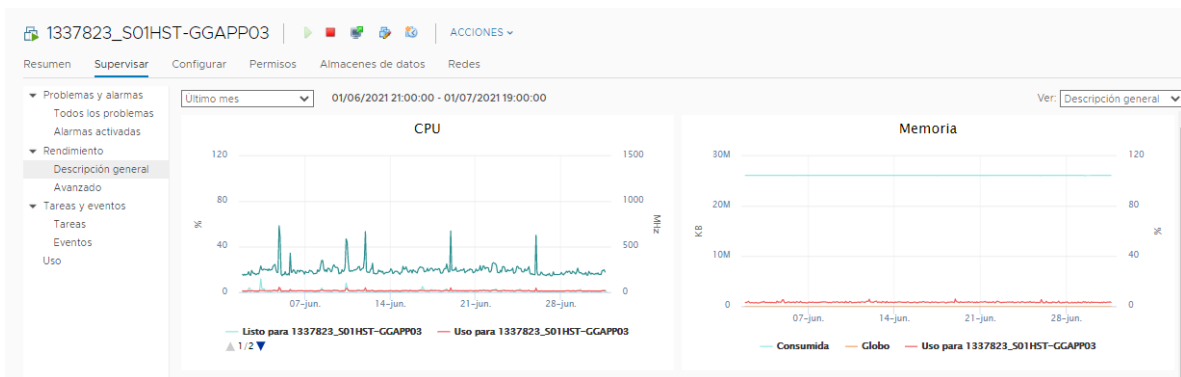 1337823_S01HST-GGAPP03 ACCIONES
Resumen Supervisar Configurar Permisos Almacenes de datos Redes
Problemas y alarmas
Todos los problemas
Alarmas activadas
Rendimiento
Descripción general
Avanzado
Tareas y eventos
Tareas
Eventos
Uso
Último mes 01/06/2021 21:00:00 - 01/07/2021 19:00:00 Ver: Descripción general
CPU
120 1500
80 1000
% MHz
40 500
0 0
07-jun. 14-jun. 21-jun. 28-jun.
Listo para 1337823_S01HST-GGAPP03 Uso para 1337823_S01HST-GGAPP03
1/2
Memoria
30M 120
20M 80
KB %
10M 40
0 0
07-jun. 14-jun. 21-jun. 28-jun.
Consumida Globo Uso para 1337823_S01HST-GGAPP03